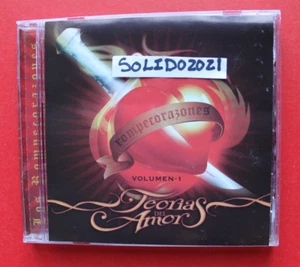 Los Rompecorazones
SOLIDO2021
rompecorazones
VOLUMEN-1
Teorias
DEL
Amor